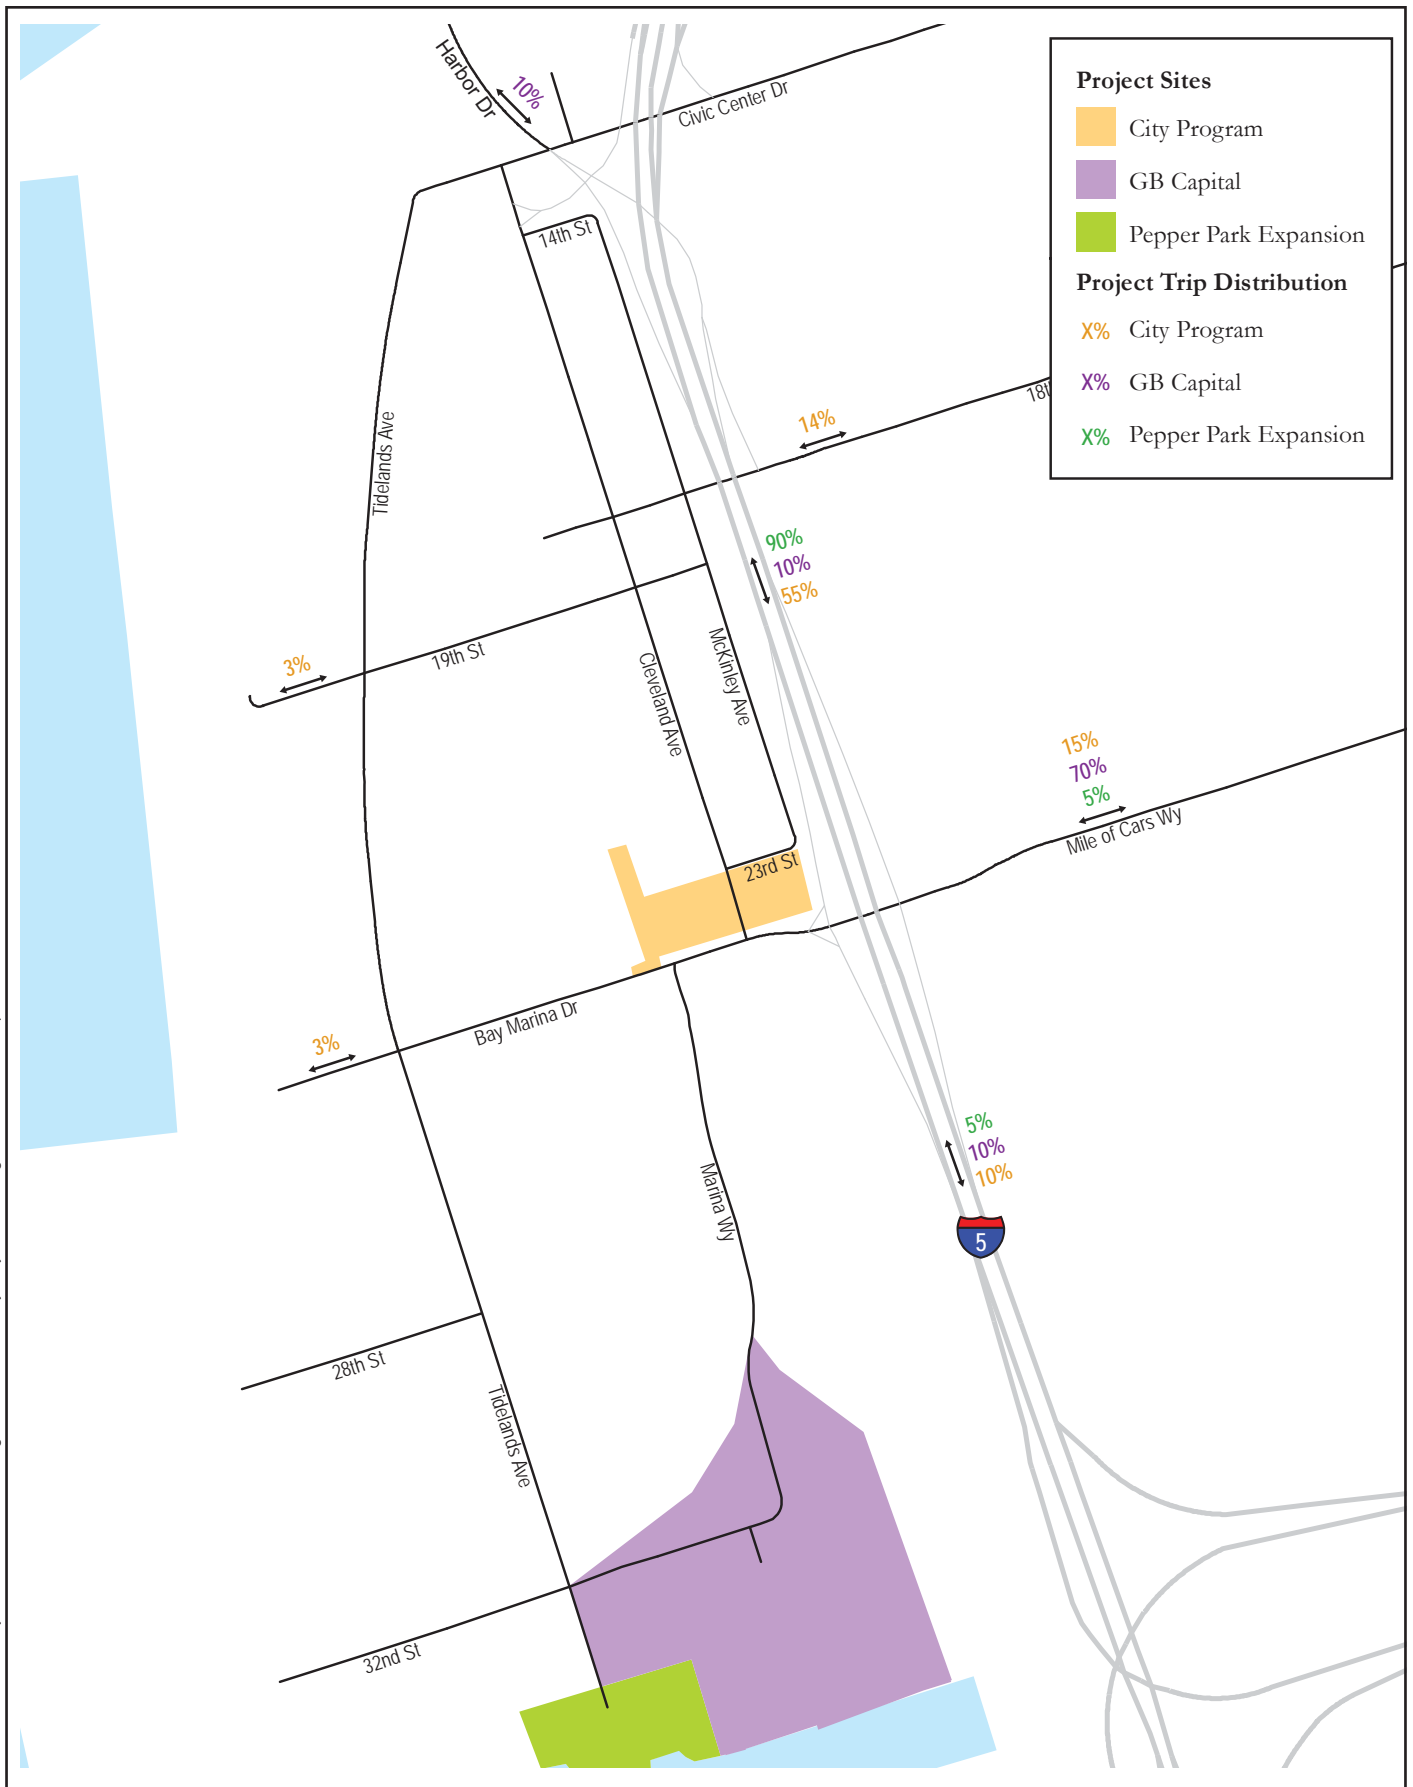 Harbor Dr
10%
Civic Center Dr
Project Sites
City Program
GB Capital
Pepper Park Expansion
Project Trip Distribution
X% City Program
X% GB Capital
X% Pepper Park Expansion
14th St
Tidelands Ave
14%
90%
10%
55%
3%
19th St
Cleveland Ave
McKinley Ave
15%
70%
5%
Mile of Cars Wy
23rd St
Bay Marina Dr
3%
5%
10%
10%
Marina Wy
5
28th St
Tidelands Ave
32nd St